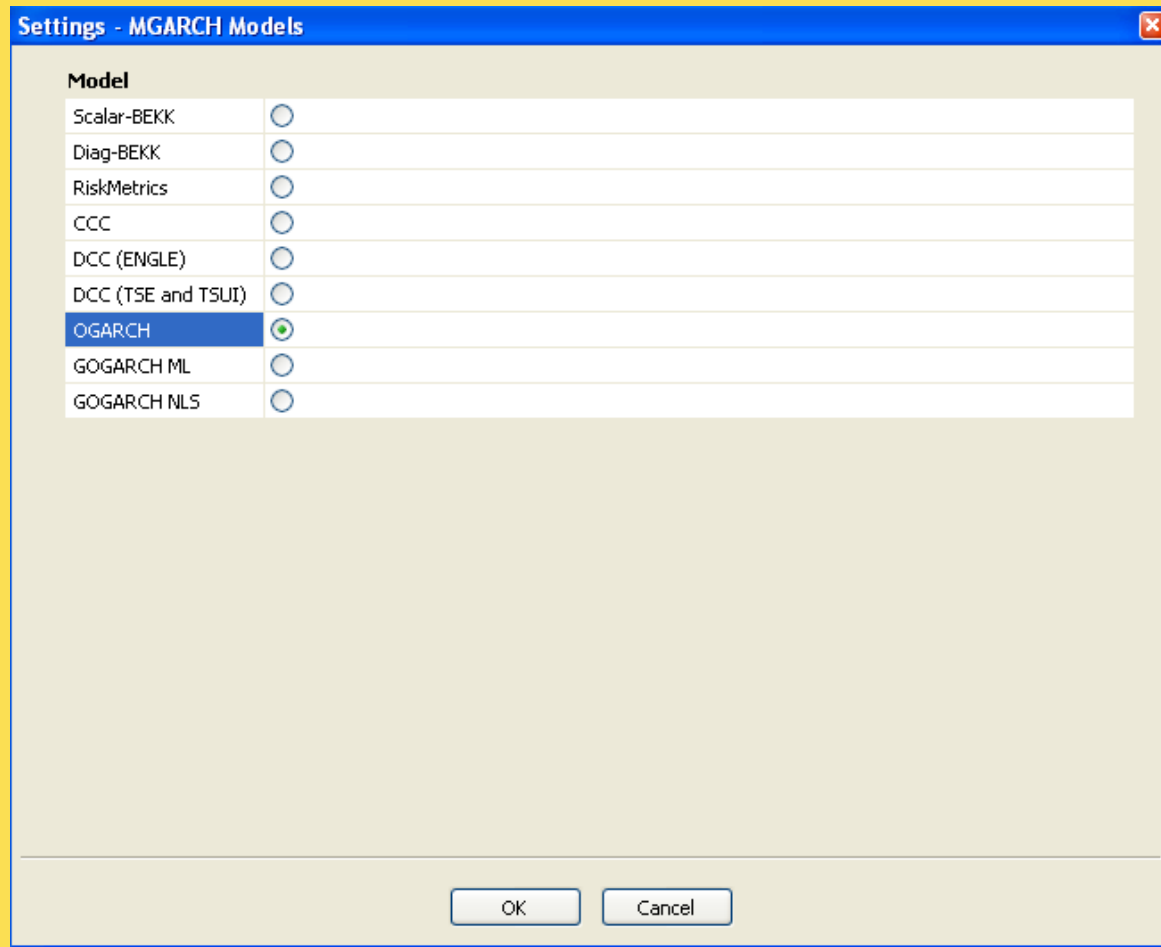 Settings - MGARCH Models
Model
Scalar-BEKK
Diag-BEKK
RiskMetrics
CCC
DCC (ENGLE)
DCC (TSE and TSUI)
OGARCH
GOGARCH ML
GOGARCH NLS
OK Cancel